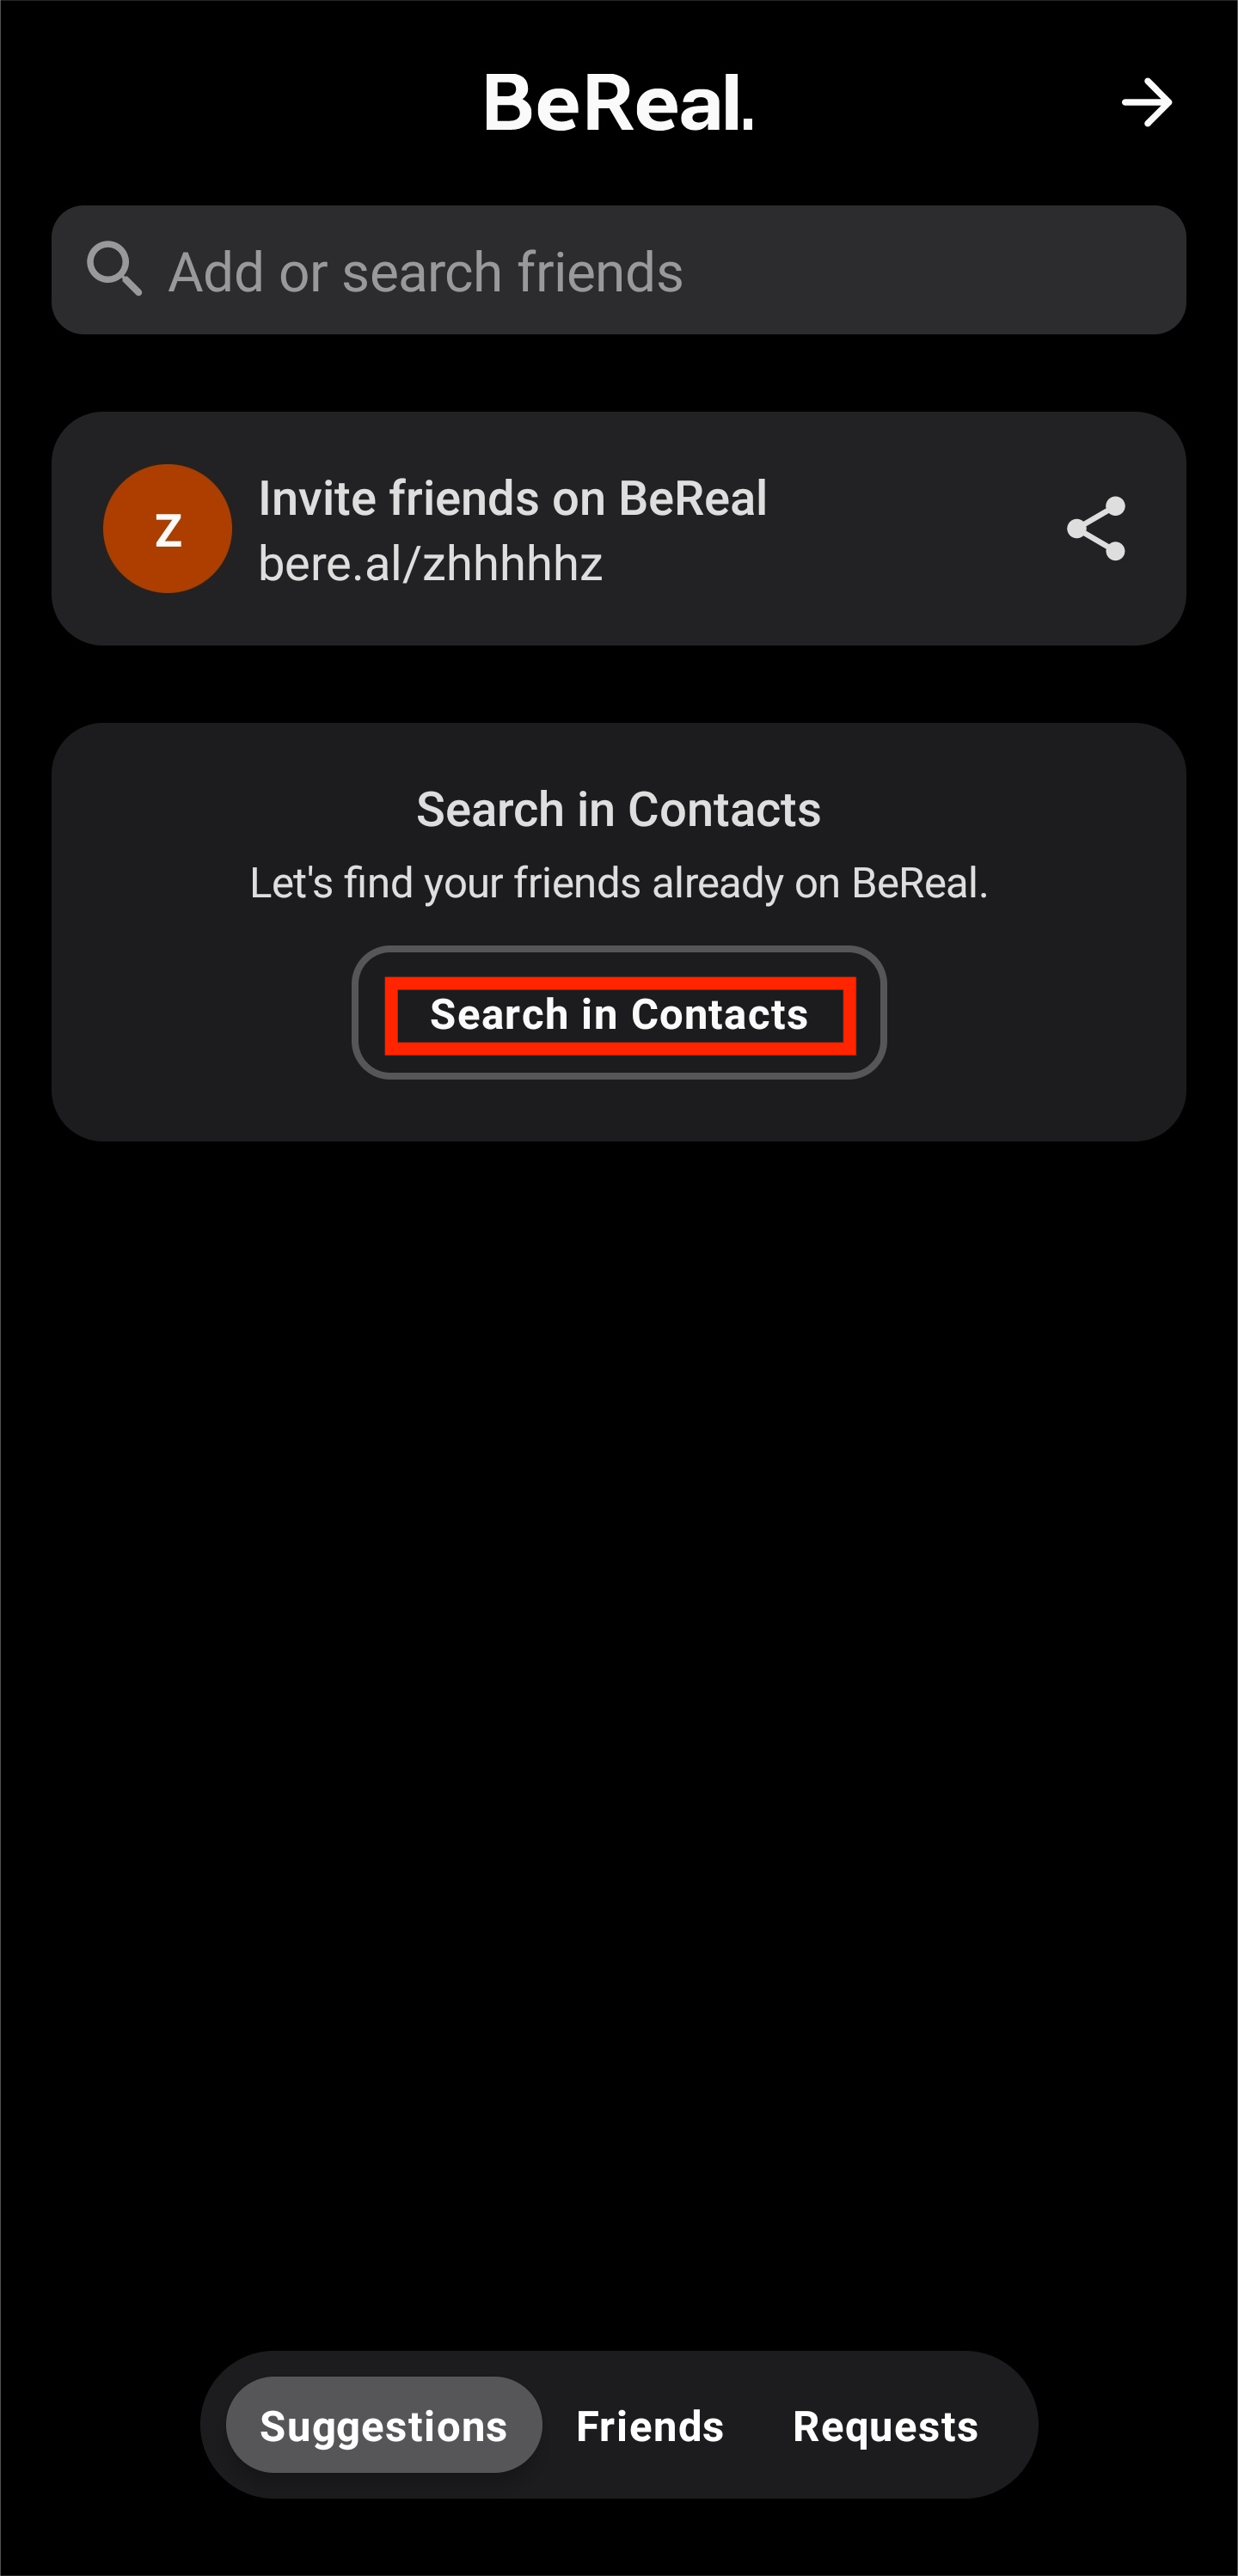 BeReal.
Add or search friends
z
Invite friends on BeReal
bere.al/zhhhhhz
Search in Contacts
Let's find your friends already on BeReal.
Search in Contacts
Suggestions Friends Requests